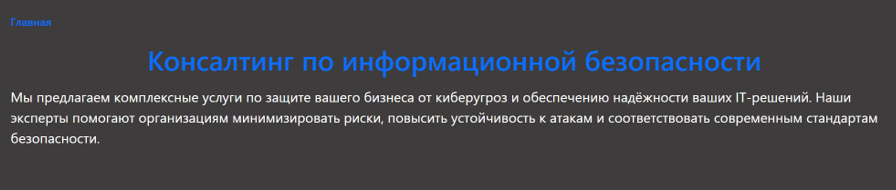 Главная
Консалтинг по информационной безопасности
Мы предлагаем комплексные услуги по защите вашего бизнеса от киберугроз и обеспечению надёжности ваших IT-решений. Наши
эксперты помогают организациям минимизировать риски, повысить устойчивость к атакам и соответствовать современным стандартам
безопасности.